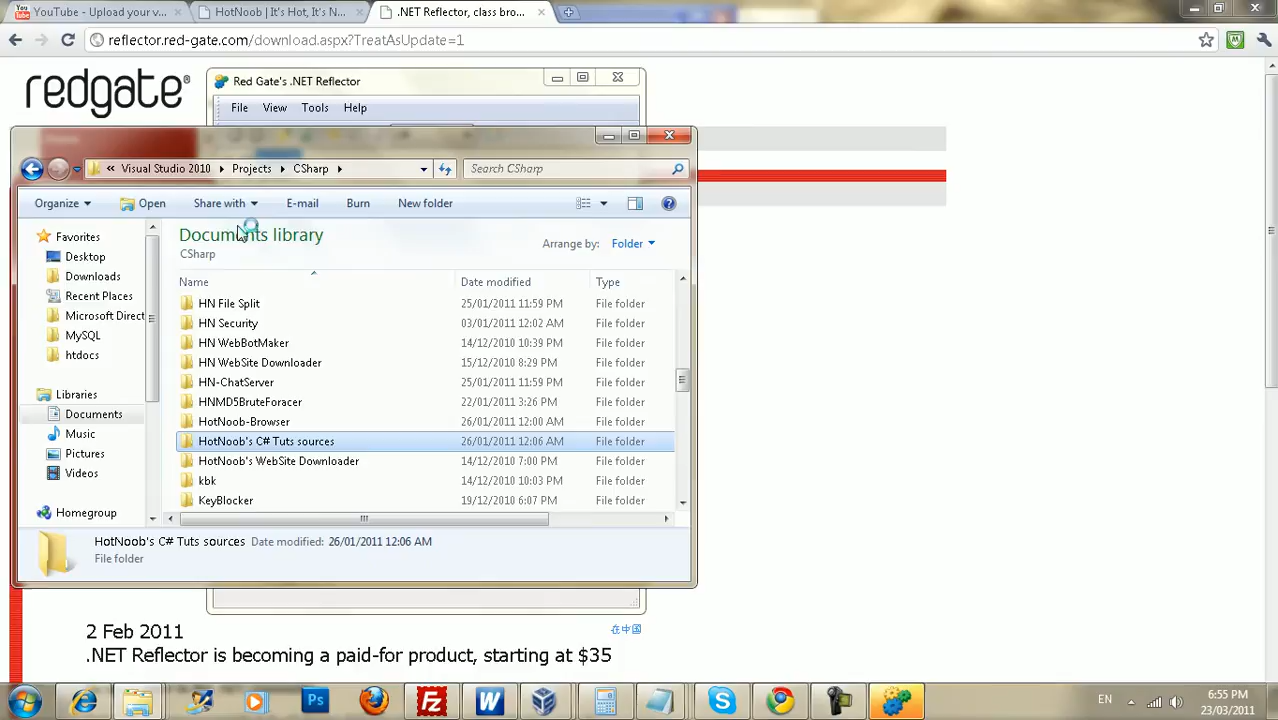 YouTube - Upload your v...
HotNoob | It's Hot, It's N...
.NET Reflector, class bro...
reflector.red-gate.com/download.aspx?TreatAsUpdate=1
redgate®
Red Gate's .NET Reflector
File View Tools Help
« Visual Studio 2010 Projects CSharp
Search CSharp
Organize Open Share with E-mail Burn New folder
Favorites
Desktop
Downloads
Recent Places
Microsoft Direct
MySQL
htdocs
Libraries
Documents
Music
Pictures
Videos
Homegroup
Documents library
CSharp
Arrange by: Folder
Name Date modified Type
HN File Split 25/01/2011 11:59 PM File folder
HN Security 03/01/2011 12:02 AM File folder
HN WebBotMaker 14/12/2010 10:39 PM File folder
HN WebSite Downloader 15/12/2010 8:29 PM File folder
HN-ChatServer 25/01/2011 11:59 PM File folder
HNMD5BruteForacer 22/01/2011 3:26 PM File folder
HotNoob-Browser 26/01/2011 12:00 AM File folder
HotNoob's C# Tuts sources 26/01/2011 12:06 AM File folder
HotNoob's WebSite Downloader 14/12/2010 7:00 PM File folder
kbk 14/12/2010 10:03 PM File folder
KeyBlocker 19/12/2010 6:07 PM File folder
HotNoob's C# Tuts sources Date modified: 26/01/2011 12:06 AM
File folder
2 Feb 2011
在中国
.NET Reflector is becoming a paid-for product, starting at $35
EN
6:55 PM
23/03/2011